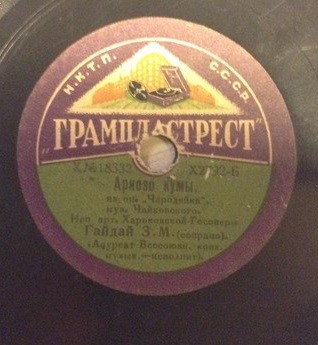 Н.К.Т.П. С.С.С.Р.
"ГРАМПЛАСТРЕСТ"
Х№18332 Х2732-Б
Ариозо кумы,
из оп. „Чародейка",
муз. Чайковского,
Исп. арт. Харьковской Госоперы
Гайдай З. М. (сопрано),
(Лауреат Всесоюзн. конк.
музык.—исполнит).